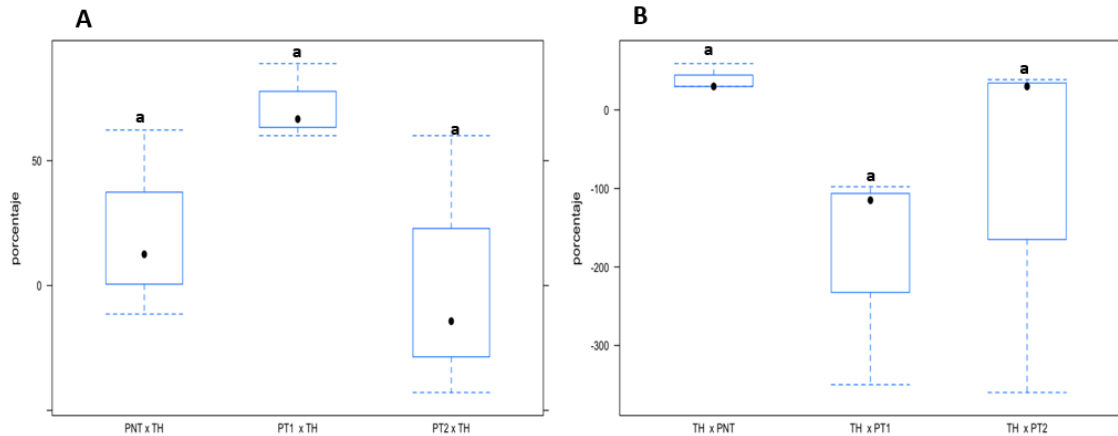 A
B
a
a
a
a
a
a
porcentaje
50
0
PNT x TH
PT1 x TH
PT2 x TH
porcentaje
0
-100
-200
-300
TH x PNT
TH x PT1
TH x PT2